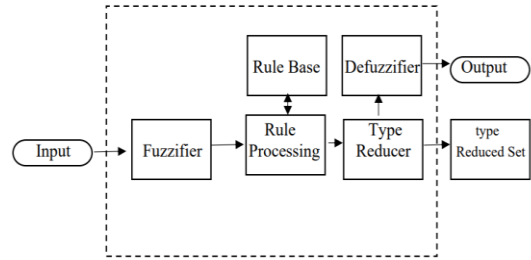 Rule Base
Defuzzifier
Output
Input
Fuzzifier
Rule
Processing
Type
Reducer
type
Reduced Set